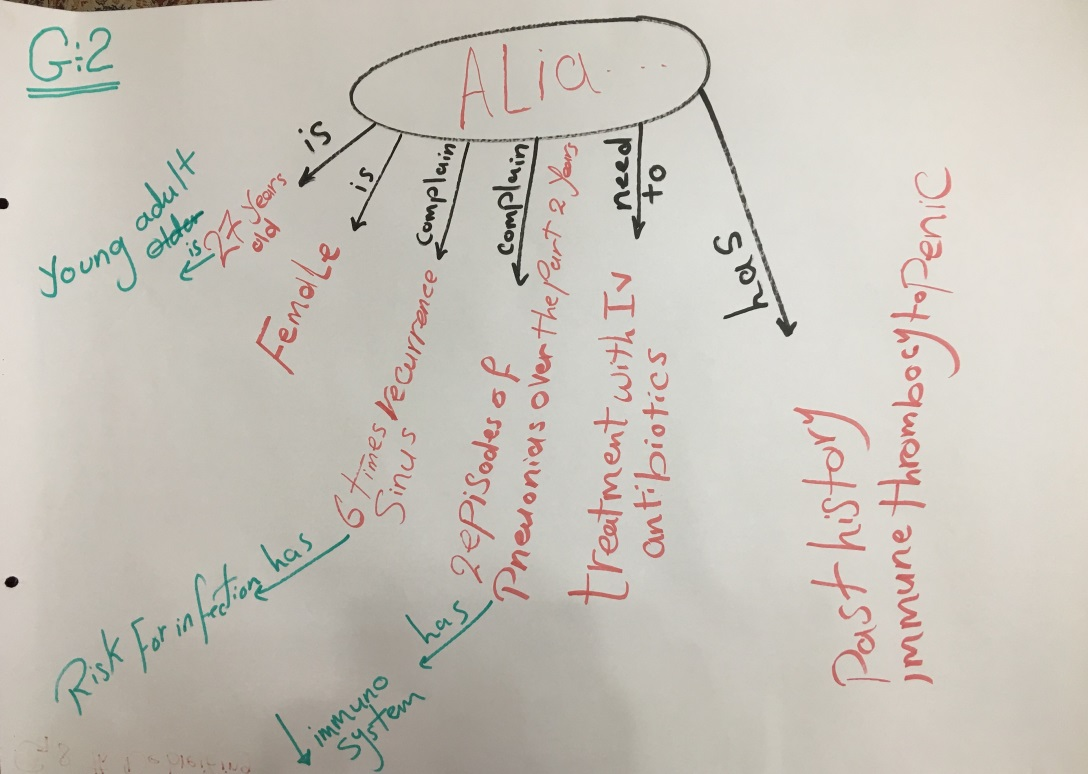 G:2
ALia...
is
is
complain
complain
need
to
has
27 years
old
is
older
Young adult
Female
6 times recurrence
Sinus
has
Risk For infection
2 episodes of
Pneumonias over the Part 2 years
has
↓ immuno
system
treatment with Iv
antibiotics
Past history
immune thrombocytopenic